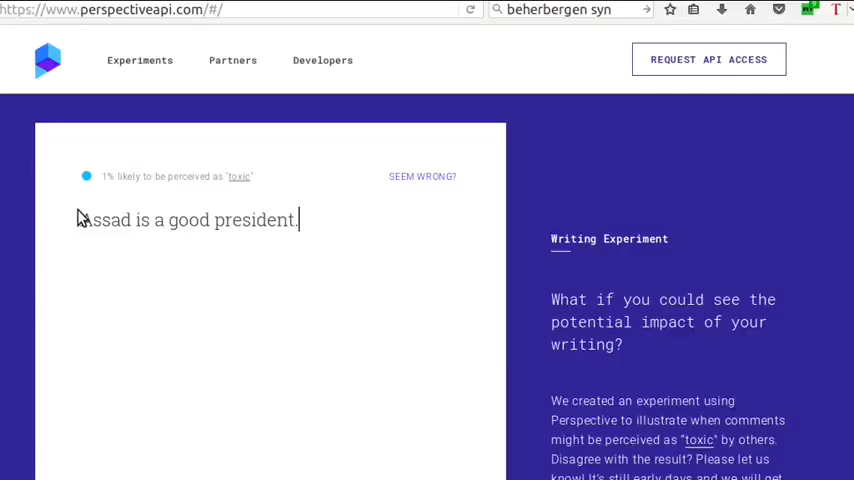 https://www.perspectiveapi.com/#/
beherbergen syn
Experiments
Partners
Developers
REQUEST API ACCESS
1% likely to be perceived as "toxic"
SEEM WRONG?
Assad is a good president.
Writing Experiment
What if you could see the
potential impact of your
writing?
We created an experiment using
Perspective to illustrate when comments
might be perceived as "toxic" by others.
Disagree with the result? Please let us
know! It's still early days and we will get